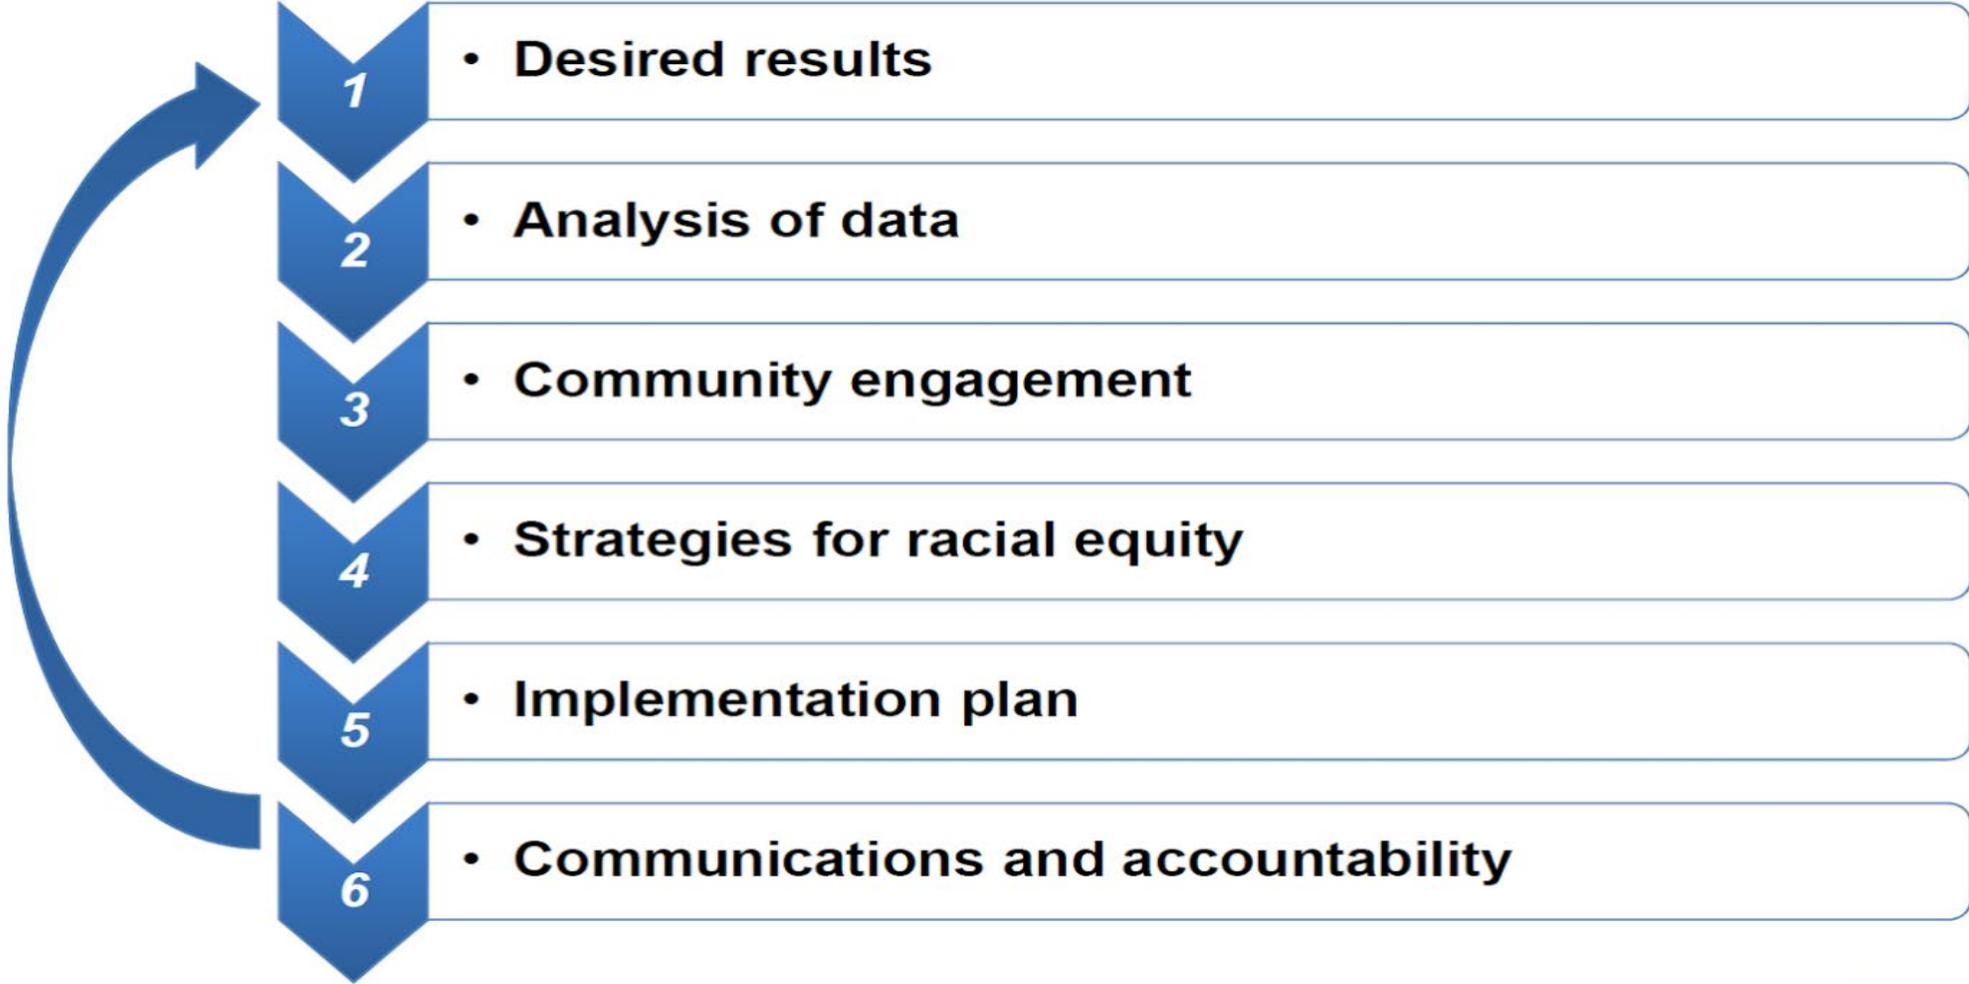 1
• Desired results
2
• Analysis of data
3
• Community engagement
4
• Strategies for racial equity
5
• Implementation plan
6
• Communications and accountability